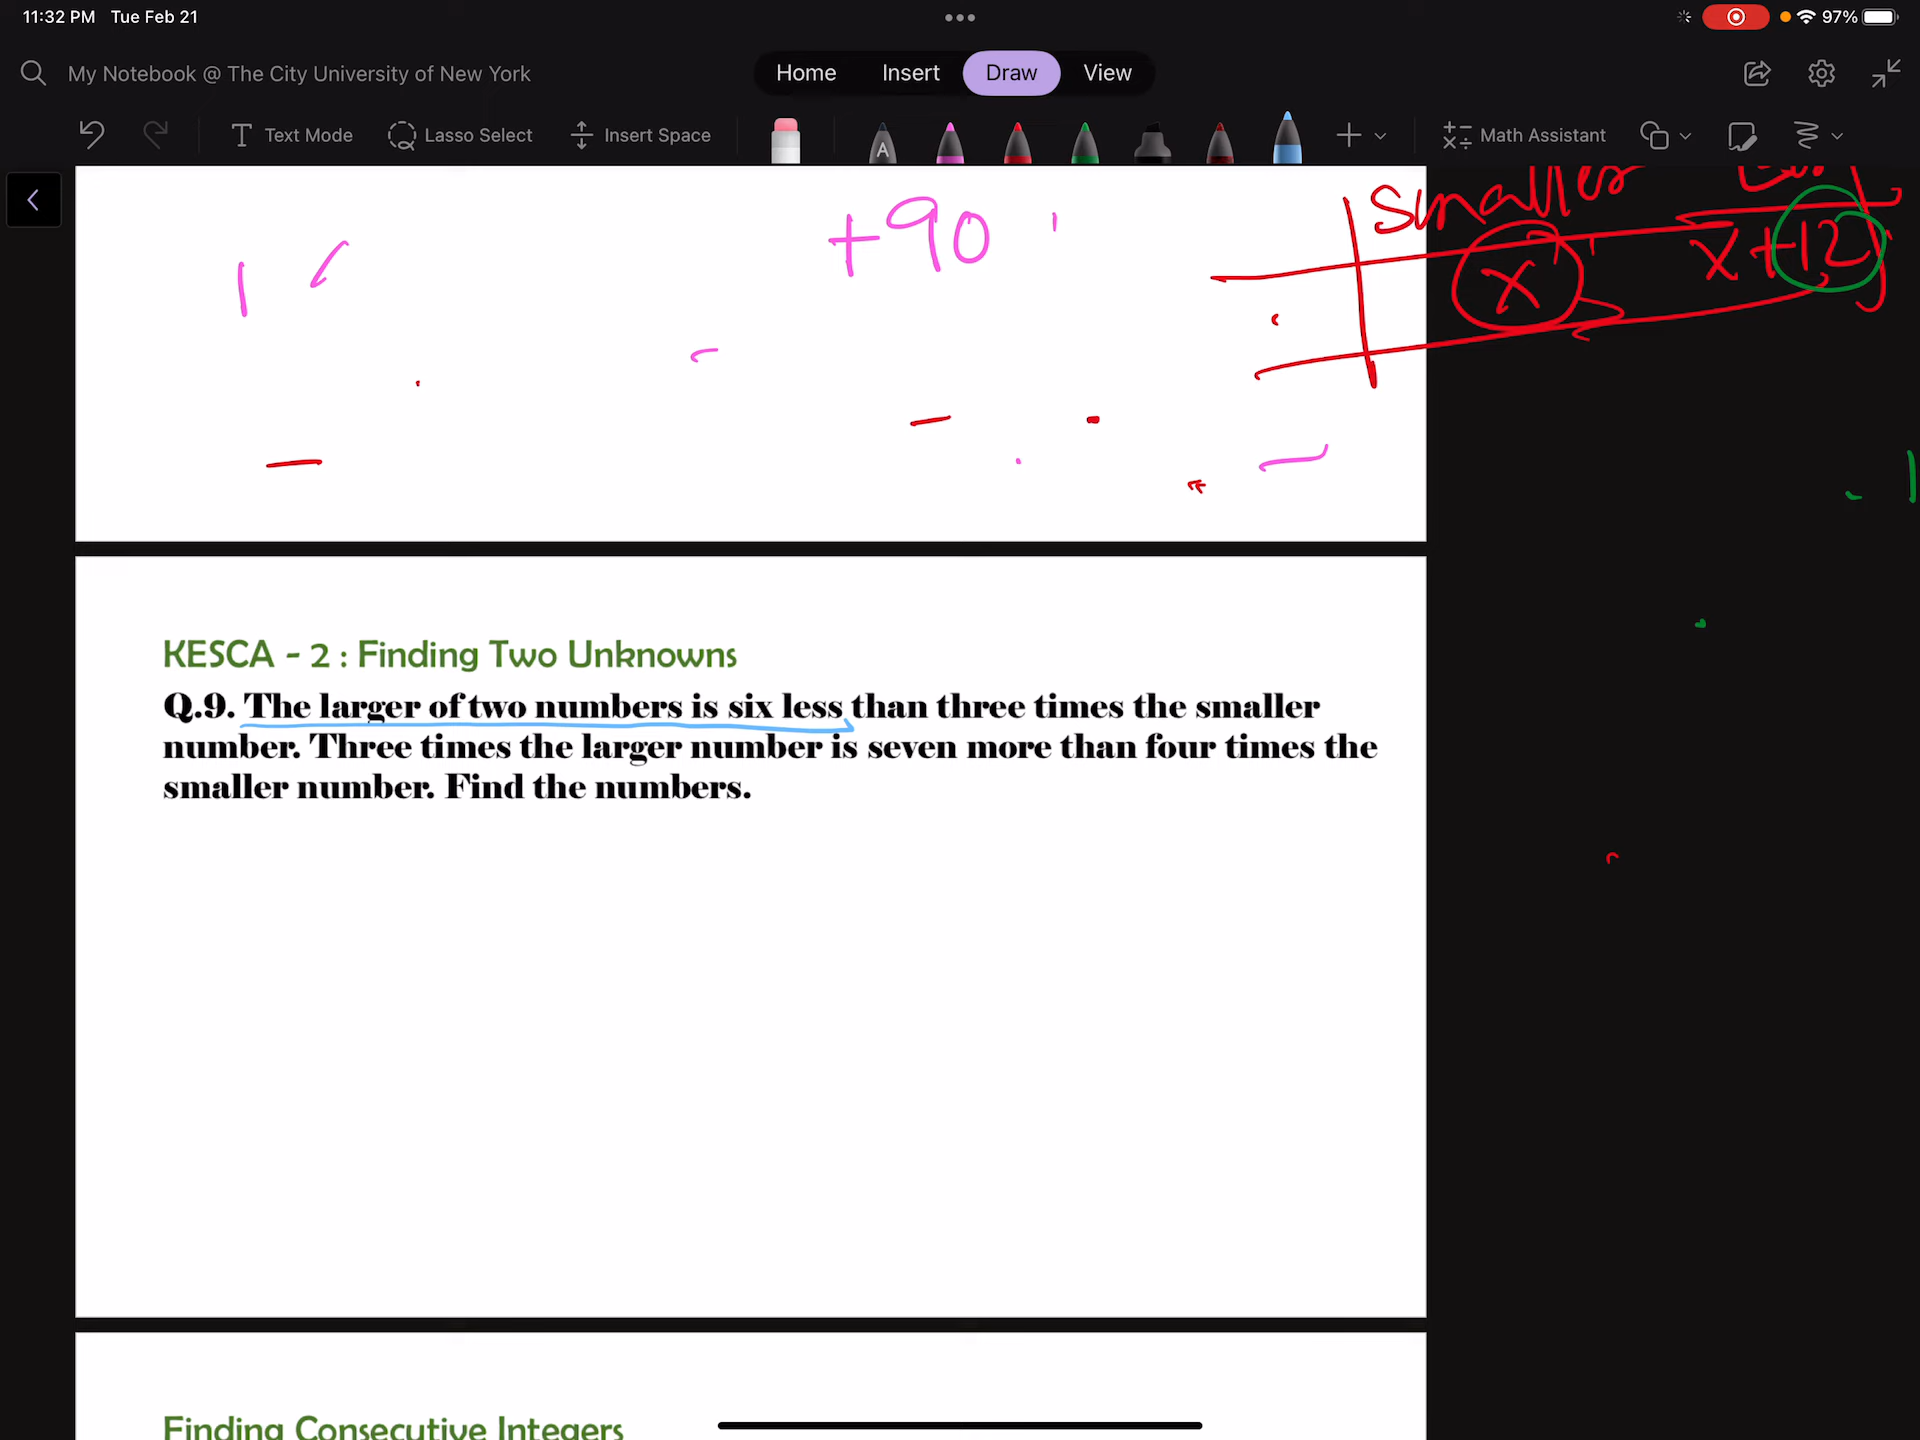 11:32 PM Tue Feb 21
97%
My Notebook @ The City University of New York
Home Insert Draw View
Text Mode Lasso Select Insert Space
A
Math Assistant
smaller
+90
x
x+12
KESCA - 2 : Finding Two Unknowns
Q.9. The larger of two numbers is six less than three times the smaller
number. Three times the larger number is seven more than four times the
smaller number. Find the numbers.
Finding Consecutive Integers